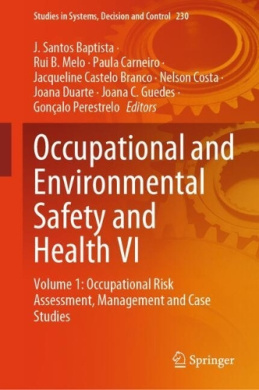 Studies in Systems, Decision and Control 230
J. Santos Baptista ·
Rui B. Melo · Paula Carneiro ·
Jacqueline Castelo Branco · Nelson Costa ·
Joana Duarte · Joana C. Guedes ·
Gonçalo Perestrelo Editors
Occupational and
Environmental
Safety and
Health VI
Volume 1: Occupational Risk
Assessment, Management and Case
Studies
Springer